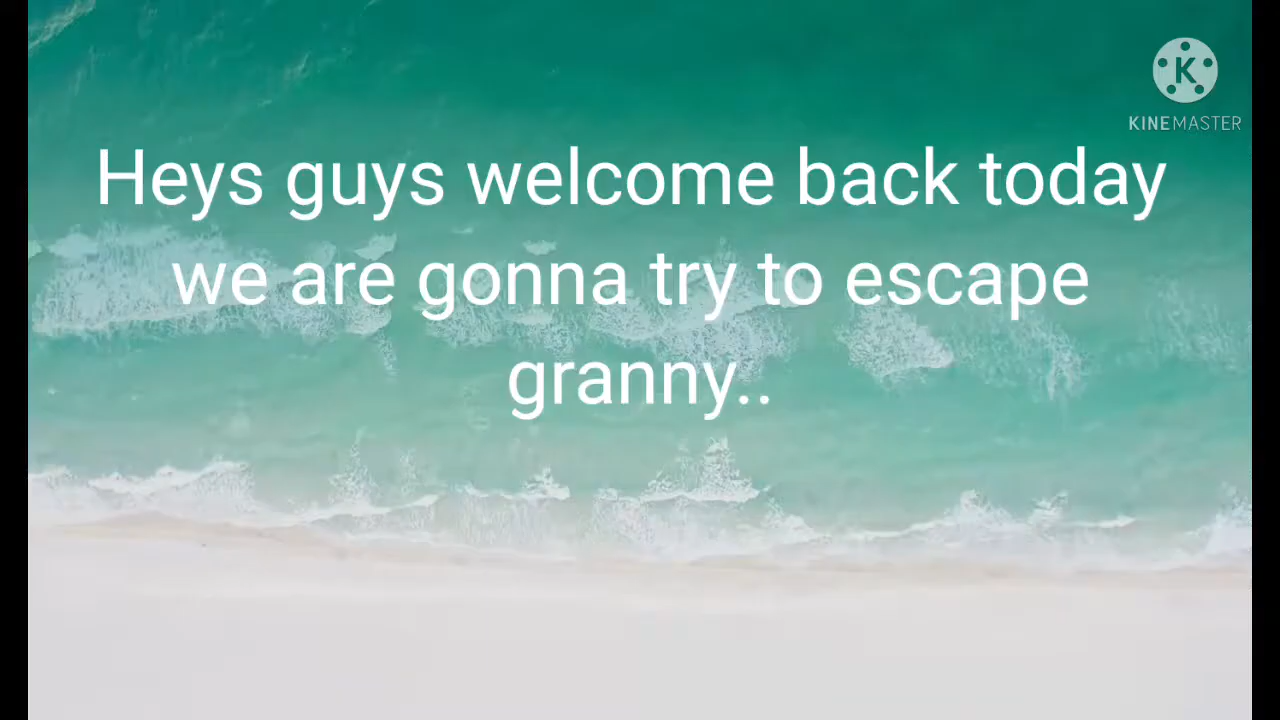 K
KINEMASTER
Heys guys welcome back today
we are gonna try to escape
granny..